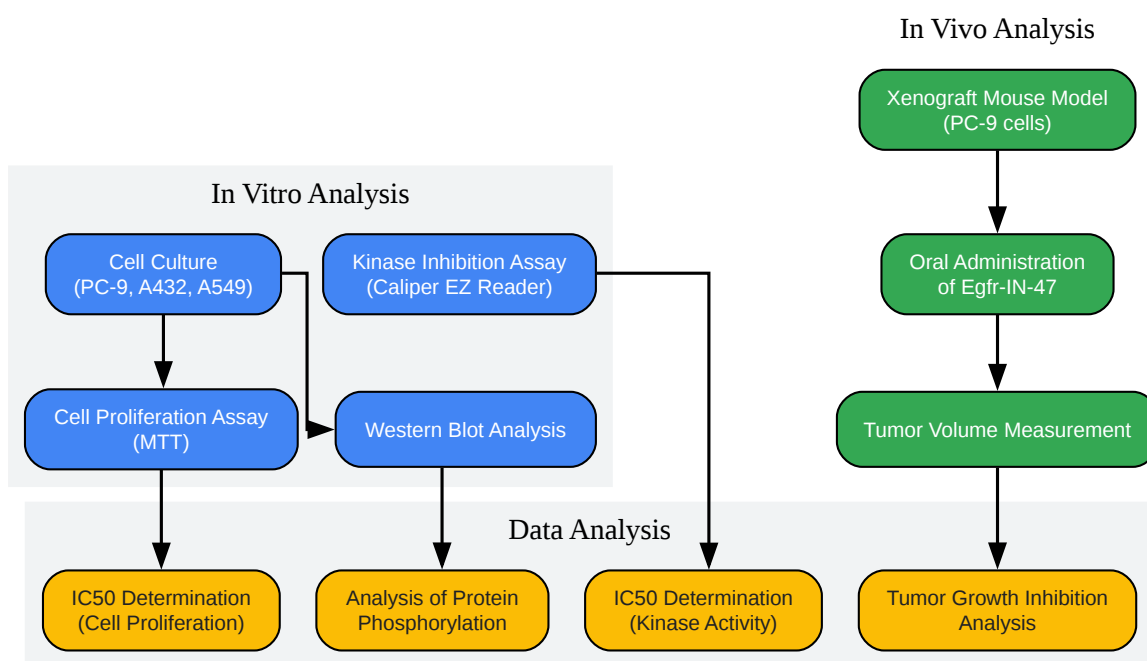 In Vivo Analysis
Xenograft Mouse Model
(PC-9 cells)
In Vitro Analysis
Cell Culture
(PC-9, A432, A549)
Kinase Inhibition Assay
(Caliper EZ Reader)
Oral Administration
of Egfr-IN-47
Cell Proliferation Assay
(MTT)
Western Blot Analysis
Tumor Volume Measurement
Data Analysis
IC50 Determination
(Cell Proliferation)
Analysis of Protein
Phosphorylation
IC50 Determination
(Kinase Activity)
Tumor Growth Inhibition
Analysis